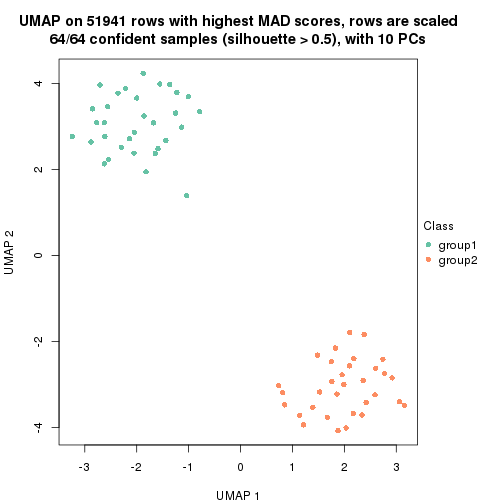 UMAP on 51941 rows with highest MAD scores, rows are scaled
64/64 confident samples (silhouette > 0.5), with 10 PCs
4
2
0
-2
-4
UMAP 2
-3
-2
-1
0
1
2
3
UMAP 1
Class
group1
group2